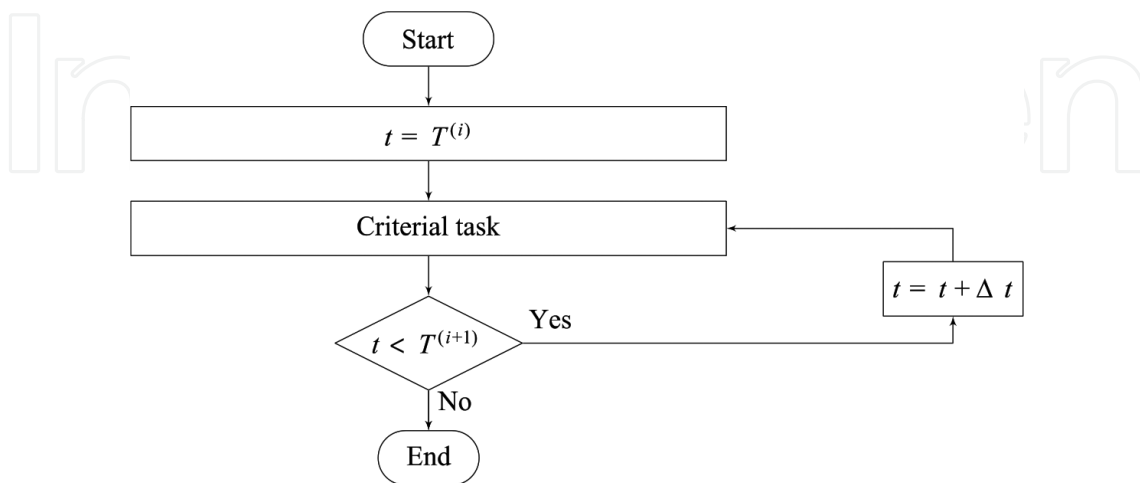 Start
t = T^(i)
Criterial task
t = t + Δ t
Yes
t < T^(i+1)
No
End